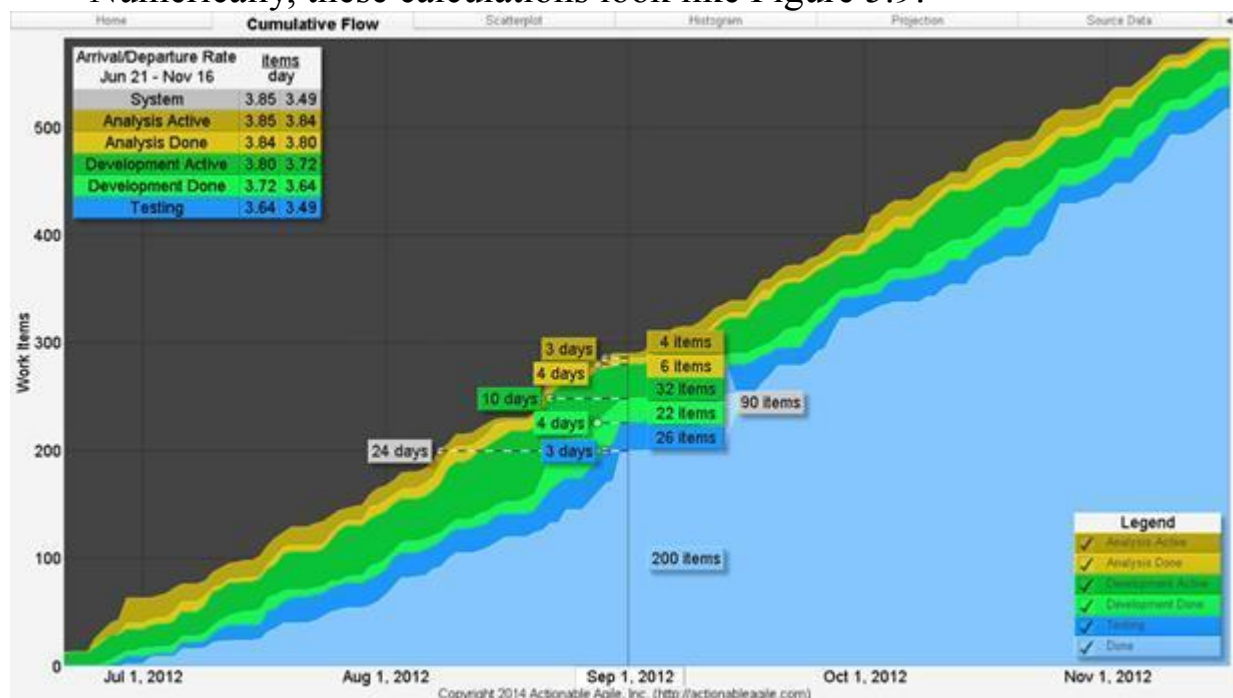 Numerically, these calculations look like Figure 5.9:
Home Cumulative Flow Scatterplot Histogram Projection Source Data
Arrival/Departure Rate items
Jun 21 - Nov 16 day
System 3.85 3.49
Analysis Active 3.85 3.84
Analysis Done 3.84 3.80
Development Active 3.80 3.72
Development Done 3.72 3.64
Testing 3.64 3.49
Work Items
500
400
300
200
100
0
3 days
4 days
10 days
4 days
24 days
3 days
4 items
6 items
32 items
22 items
26 items
90 items
200 items
Legend
Analysis Active
Analysis Done
Development Active
Development Done
Testing
Done
Jul 1, 2012 Aug 1, 2012 Sep 1, 2012 Oct 1, 2012 Nov 1, 2012
Copyright 2014 Actionable Agile, Inc. (http://actionableagile.com)